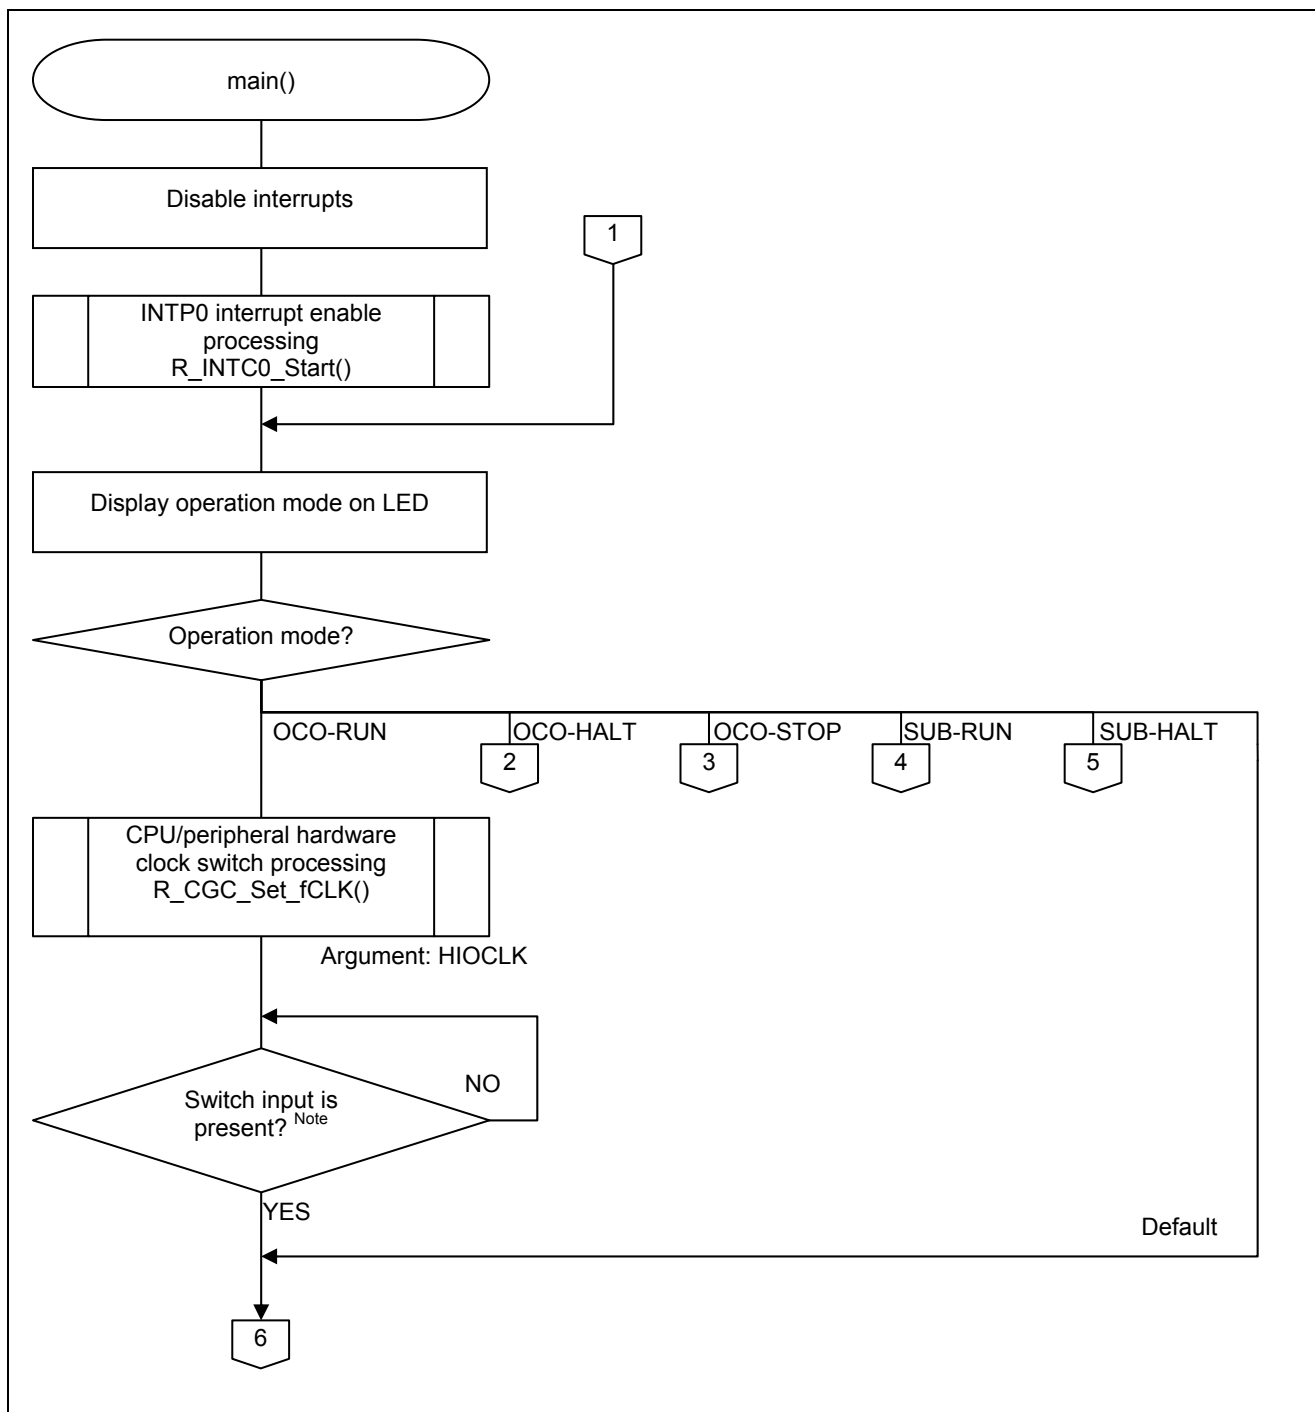 main()
Disable interrupts
1
INTP0 interrupt enable
processing
R_INTC0_Start()
Display operation mode on LED
Operation mode?
OCO-RUN
OCO-HALT
OCO-STOP
SUB-RUN
SUB-HALT
2
3
4
5
CPU/peripheral hardware
clock switch processing
R_CGC_Set_fCLK()
Argument: HIOCLK
NO
Switch input is
present? Note
YES
Default
6